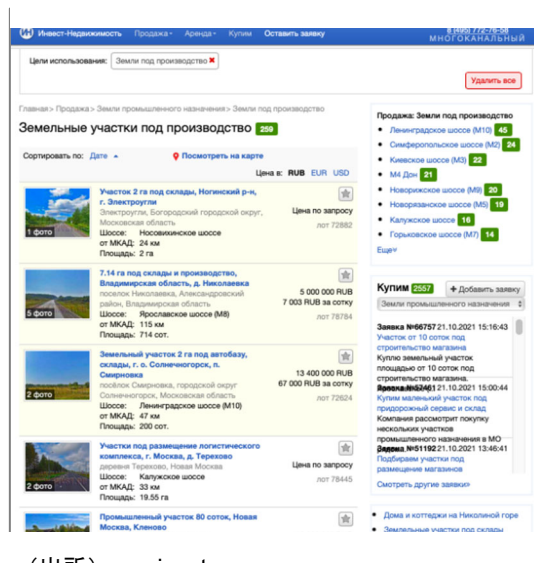 Инвест-Недвижимость Продажа Аренда Купим Оставить заявку
8 (495) 772-76-58
МНОГОКАНАЛЬНЫЙ
Цели использования: Земли под производство
Удалить все
Главная> Продажа> Земли промышленного назначения> Земли под производство
Земельные участки под производство 259
Сортировать по: Дате Посмотреть на карте
Цена в: RUB EUR USD
Участок 2 га под склады, Ногинский р-н,
г. Электроугли
Электроугли, Богородский городской округ,
Московская область
Шоссе: Носовихинское шоссе
от МКАД: 24 км
Площадь: 2 га
1 фото
Цена по запросу
лот 72882
7.14 га под склады и производство,
Владимирская область, д. Николаевка
поселок Николаевка, Александровский
район, Владимирская область
Шоссе: Ярославское шоссе (М8)
от МКАД: 115 км
Площадь: 714 сот.
5 фото
5 000 000 RUB
7 003 RUB за сотку
лот 78784
Земельный участок 2 га под автобазу,
склады, г. о. Солнечногорск, п.
Смирновка
посёлок Смирновка, городской округ
Солнечногорск, Московская область
Шоссе: Ленинградское шоссе (М10)
от МКАД: 47 км
Площадь: 200 сот.
2 фото
13 400 000 RUB
67 000 RUB за сотку
лот 72624
Участки под размещение логистического
комплекса, г. Москва, д. Терехово
деревня Терехово, Новая Москва
Шоссе: Калужское шоссе
от МКАД: 33 км
Площадь: 19.55 га
2 фото
Цена по запросу
лот 78445
Промышленный участок 80 соток, Новая
Москва, Кленово
Продажа: Земли под производство
Ленинградское шоссе (М10) 45
Симферопольское шоссе (М2) 24
Киевское шоссе (М3) 22
М4 Дон 21
Новорижское шоссе (М9) 20
Новорязанское шоссе (М5) 19
Калужское шоссе 16
Горьковское шоссе (М7) 14
Еще
Купим 2557 + Добавить заявку
Земли промышленного назначения
Заявка №66757 21.10.2021 15:16:43
Участок от 10 соток под
строительство магазина
Куплю земельный участок
площадью от 10 соток под
строительство магазина.
21.10.2021 15:00:44
Купим маленький участок под
придорожный сервис и склад
Компания рассмотрит покупку
нескольких участков
промышленного назначения в МО
№51192 21.10.2021 13:46:41
Подбираем участки под
размещение магазинов
Смотреть другие заявки>
Дома и коттеджи на Николиной горе
Земельные участки под склады